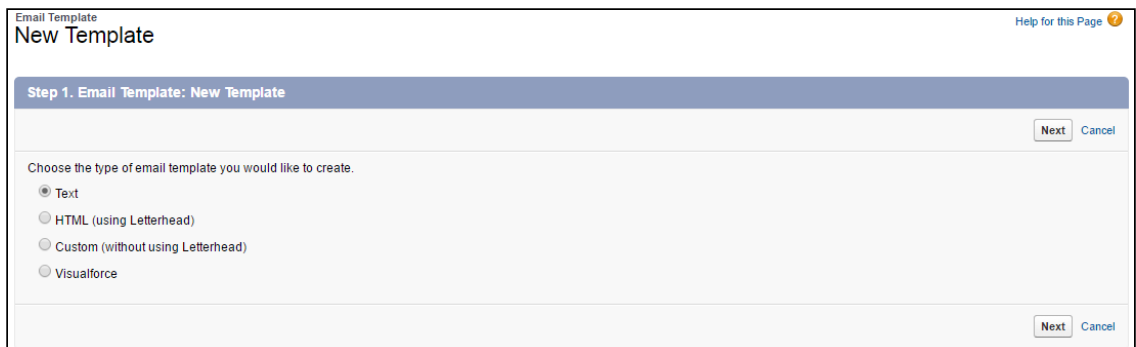 Email Template
New Template
Help for this Page ?
Step 1. Email Template: New Template
Next Cancel
Choose the type of email template you would like to create.
Text
HTML (using Letterhead)
Custom (without using Letterhead)
Visualforce
Next Cancel